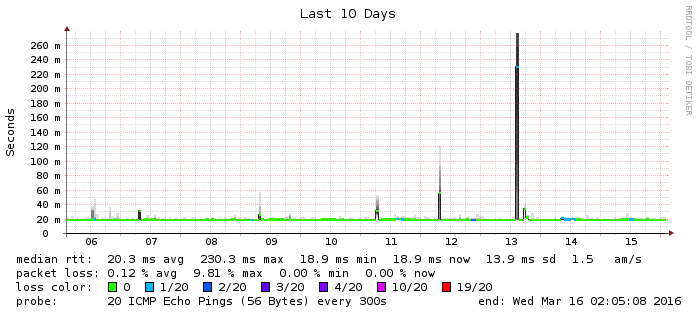 Last 10 Days
RRDTOOL / TOBI OETIKER
Seconds
260 m
240 m
220 m
200 m
180 m
160 m
140 m
120 m
100 m
80 m
60 m
40 m
20 m
0
06 07 08 09 10 11 12 13 14 15
median rtt: 20.3 ms avg 230.3 ms max 18.9 ms min 18.9 ms now 13.9 ms sd 1.5 am/s
packet loss: 0.12 % avg 9.81 % max 0.00 % min 0.00 % now
loss color: 0 1/20 2/20 3/20 4/20 10/20 19/20
probe: 20 ICMP Echo Pings (56 Bytes) every 300s end: Wed Mar 16 02:05:08 2016